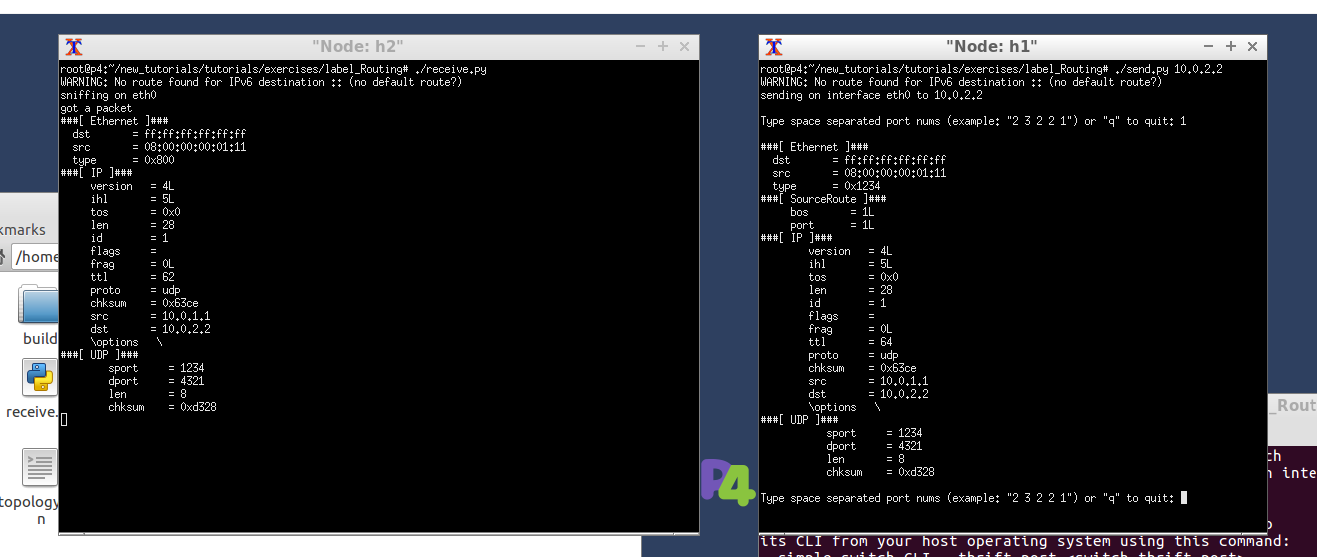 "Node: h2"
root@p4:~/new_tutorials/tutorials/exercises/label_Routing# ./receive.py
WARNING: No route found for IPv6 destination :: (no default route?)
sniffing on eth0
got a packet
###[ Ethernet ]###
dst = ff:ff:ff:ff:ff:ff
src = 08:00:00:00:01:11
type = 0x800
###[ IP ]###
version = 4L
ihl = 5L
tos = 0x0
len = 28
id = 1
flags =
frag = 0L
ttl = 62
proto = udp
chksum = 0x63ce
src = 10.0.1.1
dst = 10.0.2.2
\options \
###[ UDP ]###
sport = 1234
dport = 4321
len = 8
chksum = 0xd328
"Node: h1"
root@p4:~/new_tutorials/tutorials/exercises/label_Routing# ./send.py 10.0.2.2
WARNING: No route found for IPv6 destination :: (no default route?)
sending on interface eth0 to 10.0.2.2
Type space separated port nums (example: "2 3 2 2 1") or "q" to quit: 1
###[ Ethernet ]###
dst = ff:ff:ff:ff:ff:ff
src = 08:00:00:00:01:11
type = 0x1234
###[ SourceRoute ]###
bos = 1L
port = 1L
###[ IP ]###
version = 4L
ihl = 5L
tos = 0x0
len = 28
id = 1
flags =
frag = 0L
ttl = 64
proto = udp
chksum = 0x63ce
src = 10.0.1.1
dst = 10.0.2.2
\options \
###[ UDP ]###
sport = 1234
dport = 4321
len = 8
chksum = 0xd328
Type space separated port nums (example: "2 3 2 2 1") or "q" to quit:
kmarks
/home
build
receive.
topology
n
P4
_Rout
ch
n inte
its CLI from your host operating system using this command: